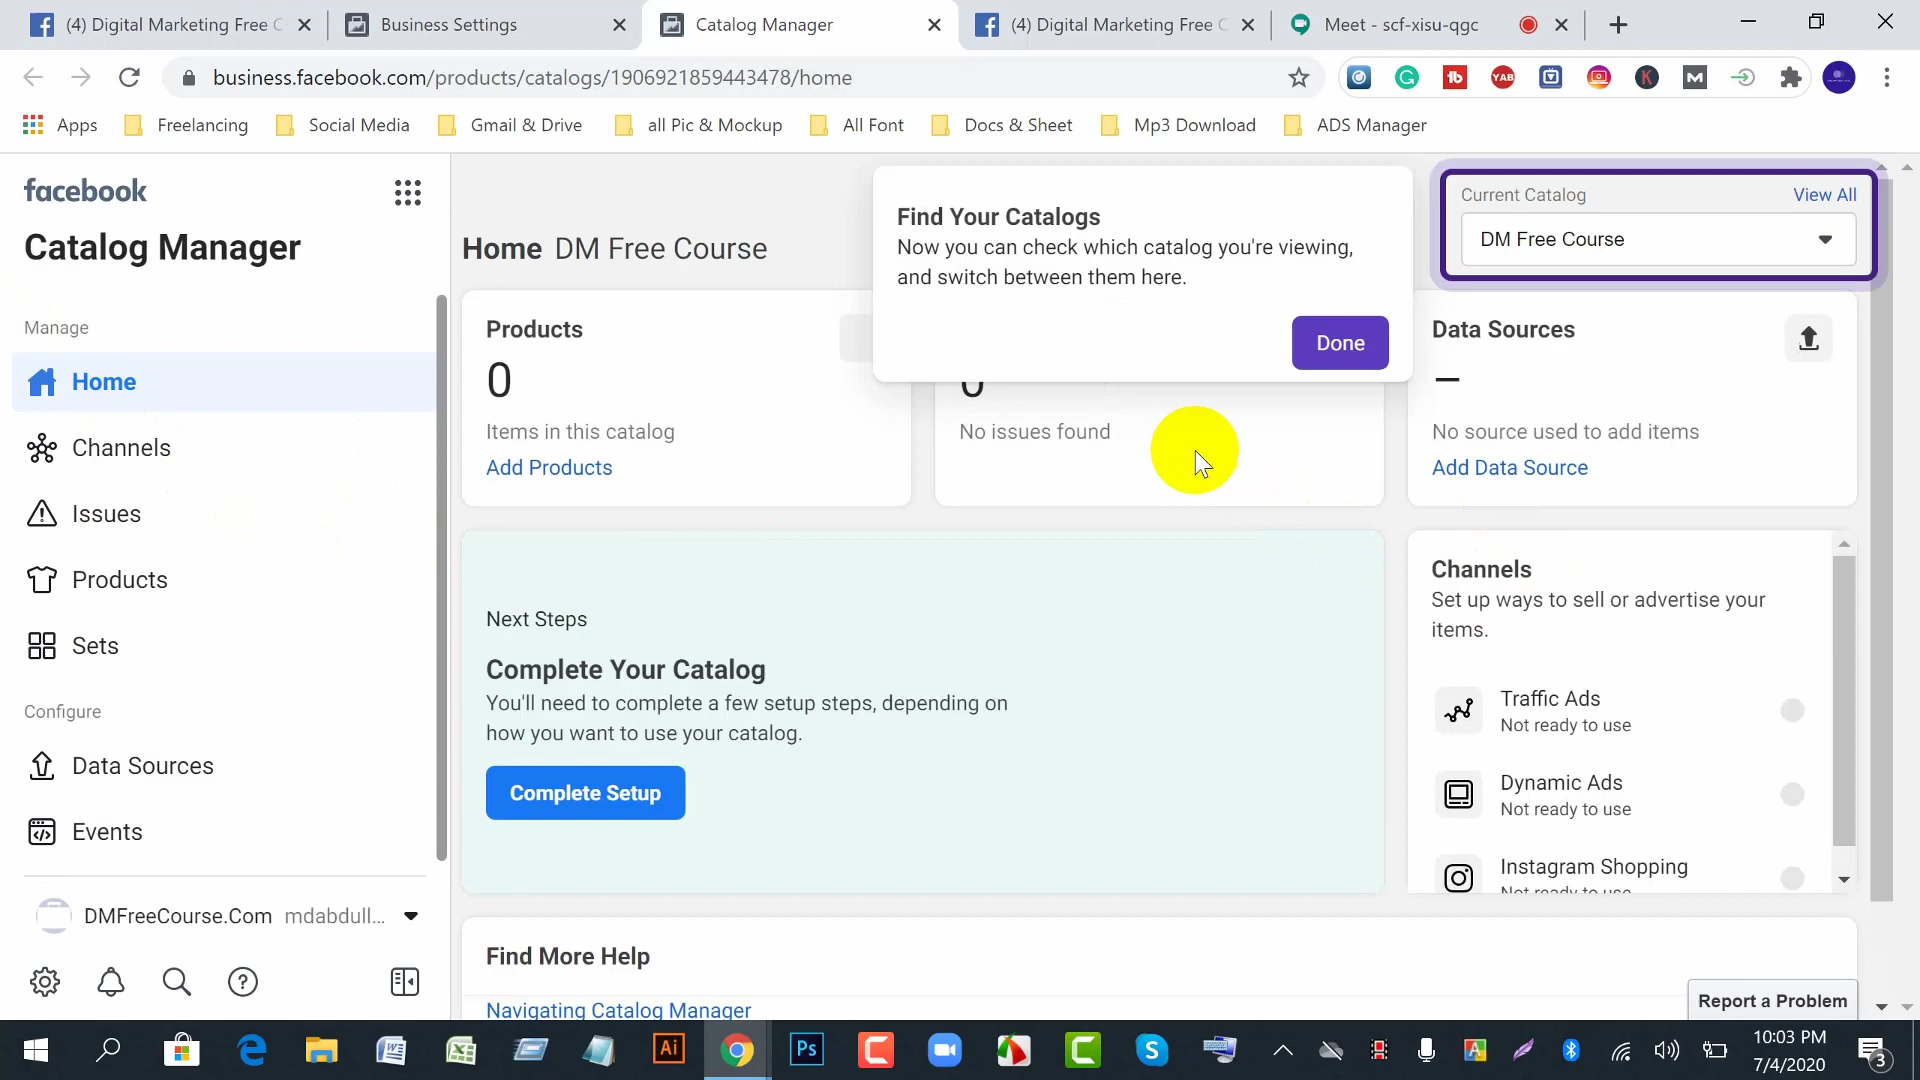 (4) Digital Marketing Free C
Business Settings
Catalog Manager
(4) Digital Marketing Free C
Meet - scf-xisu-qgc
business.facebook.com/products/catalogs/1906921859443478/home
Apps
Freelancing
Social Media
Gmail & Drive
all Pic & Mockup
All Font
Docs & Sheet
Mp3 Download
ADS Manager
facebook
Catalog Manager
Manage
Home
Channels
Issues
Products
Sets
Configure
Data Sources
Events
DMFreeCourse.Com mdabdull...
Home DM Free Course
Find Your Catalogs
Now you can check which catalog you're viewing,
and switch between them here.
Done
Current Catalog
View All
DM Free Course
Products
0
Items in this catalog
Add Products
0
No issues found
Data Sources
—
No source used to add items
Add Data Source
Next Steps
Complete Your Catalog
You'll need to complete a few setup steps, depending on
how you want to use your catalog.
Complete Setup
Channels
Set up ways to sell or advertise your
items.
Traffic Ads
Not ready to use
Dynamic Ads
Not ready to use
Instagram Shopping
Not ready to use
Find More Help
Navigating Catalog Manager
Report a Problem
10:03 PM
7/4/2020
3